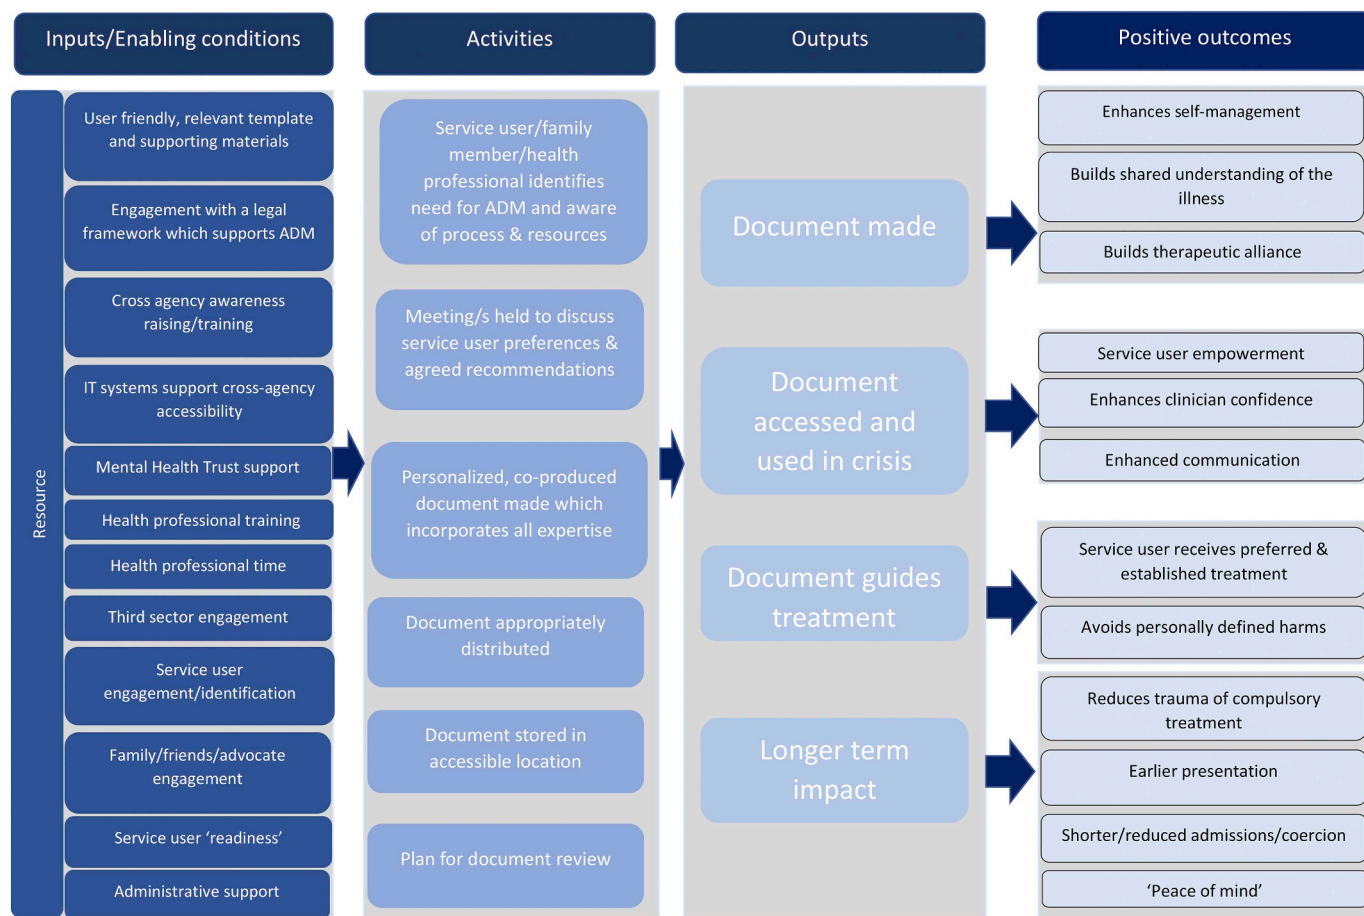 Inputs/Enabling conditions
Activities
Outputs
Positive outcomes
Resource
User friendly, relevant template
and supporting materials
Engagement with a legal
framework which supports ADM
Cross agency awareness
raising/training
IT systems support cross-agency
accessibility
Mental Health Trust support
Health professional training
Health professional time
Third sector engagement
Service user
engagement/identification
Family/friends/advocate
engagement
Service user ‘readiness’
Administrative support
Service user/family
member/health
professional identifies
need for ADM and aware
of process & resources
Meeting/s held to discuss
service user preferences &
agreed recommendations
Personalized, co-produced
document made which
incorporates all expertise
Document appropriately
distributed
Document stored in
accessible location
Plan for document review
Document made
Document
accessed and
used in crisis
Document guides
treatment
Longer term
impact
Enhances self-management
Builds shared understanding of the
illness
Builds therapeutic alliance
Service user empowerment
Enhances clinician confidence
Enhanced communication
Service user receives preferred &
established treatment
Avoids personally defined harms
Reduces trauma of compulsory
treatment
Earlier presentation
Shorter/reduced admissions/coercion
‘Peace of mind’